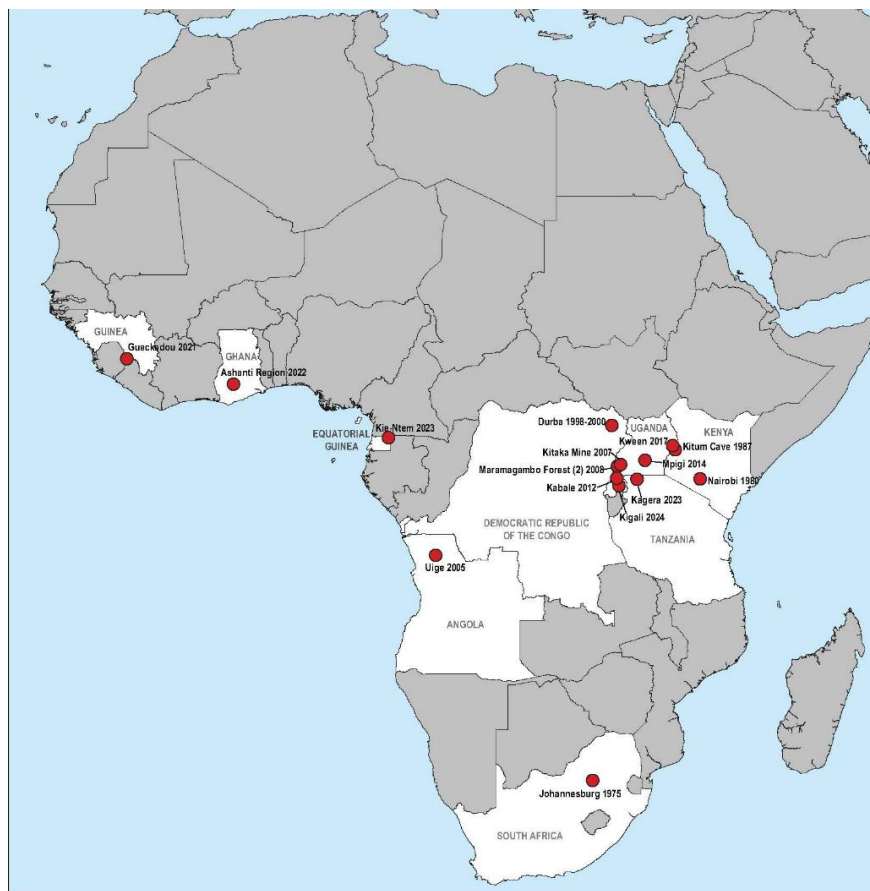 GUINEA
Gueckadou 2021
GHANA
Ashanti Region 2022
EQUATORIAL
GUINEA
Kie-Ntem 2023
Durba 1998-2000
UGANDA
KENYA
Kween 2017
Kitum Cave 1987
Kitaka Mine 2007
Mpigi 2014
Maramagambo Forest (2) 2008
Nairobi 1980
Kabale 2012
Kagera 2023
Kigali 2024
DEMOCRATIC REPUBLIC
OF THE CONGO
TANZANIA
Uige 2005
ANGOLA
Johannesburg 1975
SOUTH AFRICA